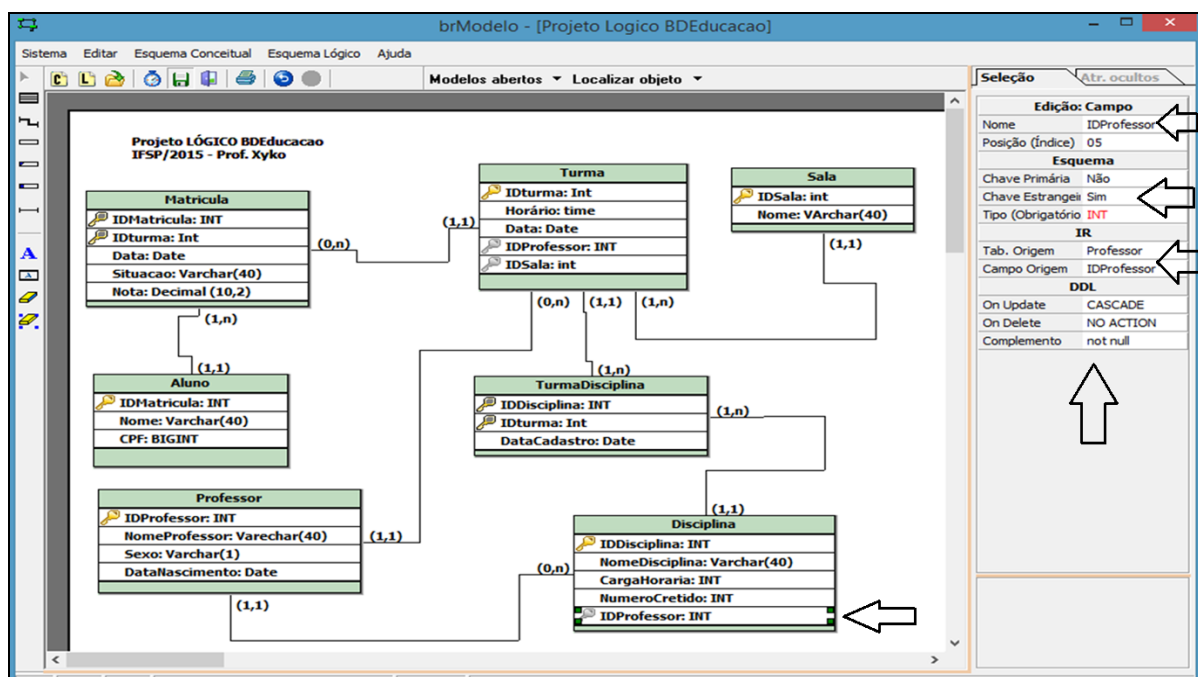 brModelo - [Projeto Logico BDEducacao]
Sistema Editar Esquema Conceitual Esquema Lógico Ajuda
Modelos abertos Localizar objeto
Projeto LÓGICO BDEducacao
IFSP/2015 - Prof. Xyko
Matricula
IDMatricula: INT
IDturma: Int
Data: Date
Situacao: Varchar(40)
Nota: Decimal (10,2)
(0,n)
(1,1)
(1,n)
Turma
IDturma: Int
Horário: time
Data: Date
IDProfessor: INT
IDSala: int
(0,n) (1,1) (1,n)
Sala
IDSala: int
Nome: VArchar(40)
(1,1)
(1,1)
Aluno
IDMatricula: INT
Nome: Varchar(40)
CPF: BIGINT
(1,n)
TurmaDisciplina
IDDisciplina: INT
IDturma: Int
DataCadastro: Date
(1,n)
Professor
IDProfessor: INT
NomeProfessor: Varechar(40)
Sexo: Varchar(1)
DataNascimento: Date
(1,1)
(1,1)
(0,n)
(1,1)
Disciplina
IDDisciplina: INT
NomeDisciplina: Varchar(40)
CargaHoraria: INT
NumeroCretido: INT
IDProfessor: INT
Seleção Atr. ocultos
Edição: Campo
Nome IDProfessor
Posição (Índice) 05
Esquema
Chave Primária Não
Chave Estrangei Sim
Tipo (Obrigatório INT
IR
Tab. Origem Professor
Campo Origem IDProfessor
DDL
On Update CASCADE
On Delete NO ACTION
Complemento not null